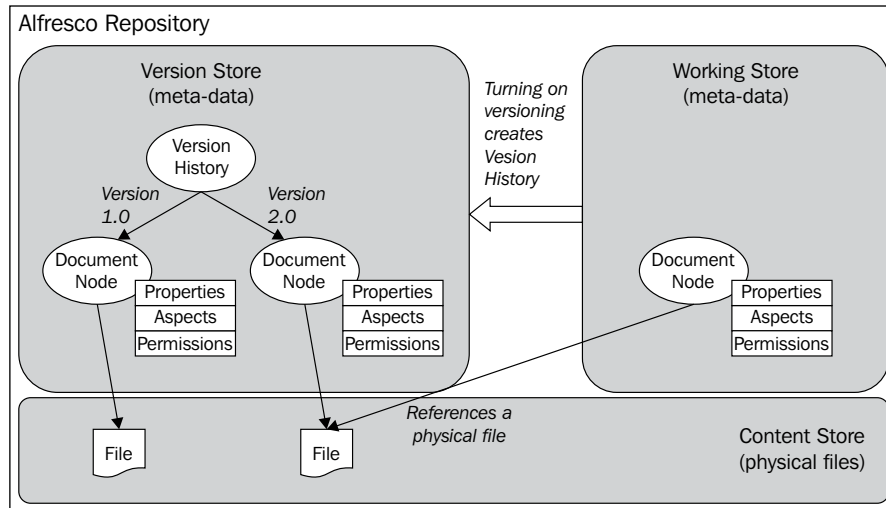 Alfresco Repository
Version Store
(meta-data)
Version
History
Version
1.0
Version
2.0
Document
Node
Properties
Aspects
Permissions
Document
Node
Properties
Aspects
Permissions
Turning on
versioning
creates
Vesion
History
Working Store
(meta-data)
Document
Node
Properties
Aspects
Permissions
References a
physical file
File
File
Content Store
(physical files)